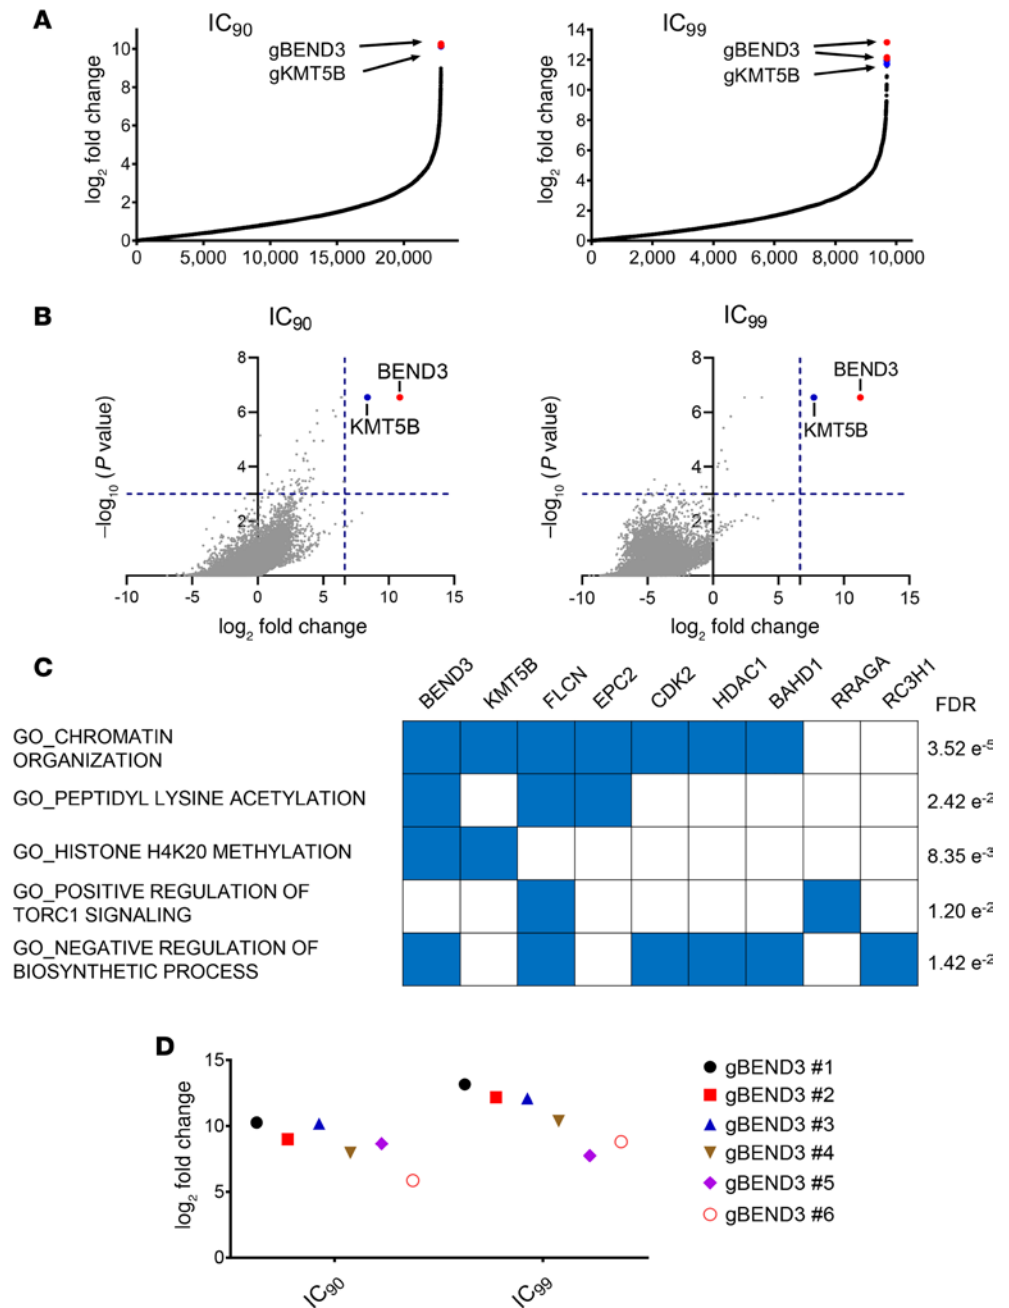 A
IC90
log2 fold change
10
8
6
4
2
0
gBEND3
gKMT5B
0 5,000 10,000 15,000 20,000
IC99
log2 fold change
14
12
10
8
6
4
2
0
gBEND3
gKMT5B
0 2,000 4,000 6,000 8,000 10,000
B
IC90
–log10 (P value)
8
6
4
2
BEND3
KMT5B
-10 -5 0 5 10 15
log2 fold change
IC99
–log10 (P value)
8
6
4
2
BEND3
KMT5B
-10 -5 0 5 10 15
log2 fold change
C
BEND3 KMT5B FLCN EPC2 CDK2 HDAC1 BAHD1 RRAGA RC3H1 FDR
GO_CHROMATIN
ORGANIZATION
3.52 e-5
GO_PEPTIDYL LYSINE ACETYLATION
2.42 e-2
GO_HISTONE H4K20 METHYLATION
8.35 e-3
GO_POSITIVE REGULATION OF
TORC1 SIGNALING
1.20 e-2
GO_NEGATIVE REGULATION OF
BIOSYNTHETIC PROCESS
1.42 e-2
D
log2 fold change
15
10
5
0
IC90 IC99
gBEND3 #1
gBEND3 #2
gBEND3 #3
gBEND3 #4
gBEND3 #5
gBEND3 #6